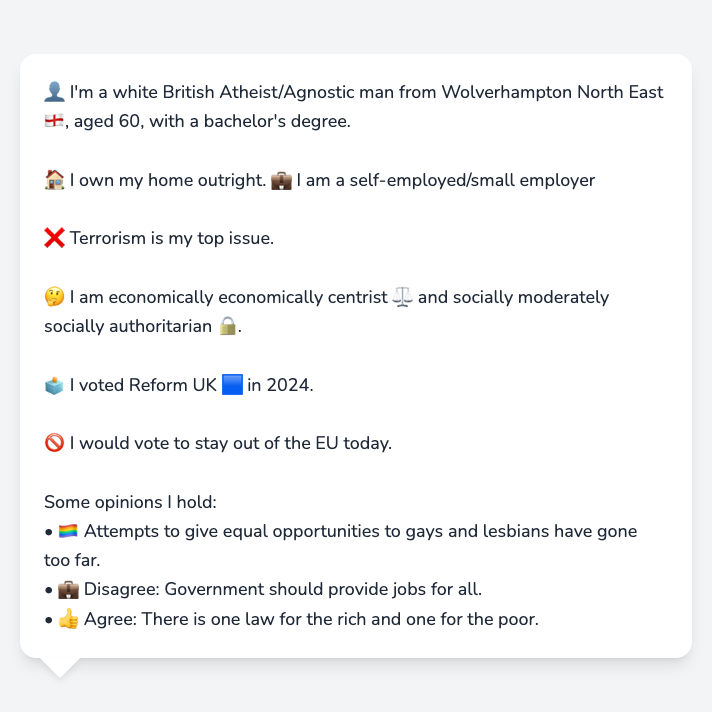 👤 I'm a white British Atheist/Agnostic man from Wolverhampton North East
🏴󠁧󠁢󠁥󠁮󠁧󠁿, aged 60, with a bachelor's degree.
🏠 I own my home outright. 💼 I am a self-employed/small employer
❌ Terrorism is my top issue.
🤔 I am economically economically centrist ⚖️ and socially moderately
socially authoritarian 🔒.
🗳️ I voted Reform UK 🟦 in 2024.
🚫 I would vote to stay out of the EU today.
Some opinions I hold:
• 🏳️‍🌈 Attempts to give equal opportunities to gays and lesbians have gone
too far.
• 💼 Disagree: Government should provide jobs for all.
• 👍 Agree: There is one law for the rich and one for the poor.